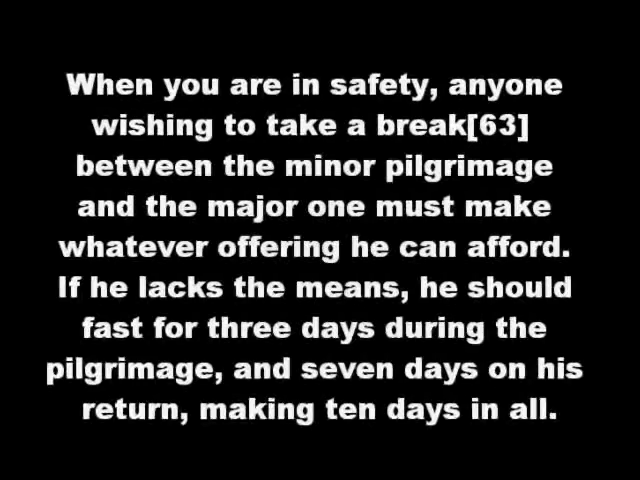 When you are in safety, anyone
wishing to take a break[63]
between the minor pilgrimage
and the major one must make
whatever offering he can afford.
If he lacks the means, he should
fast for three days during the
pilgrimage, and seven days on his
return, making ten days in all.